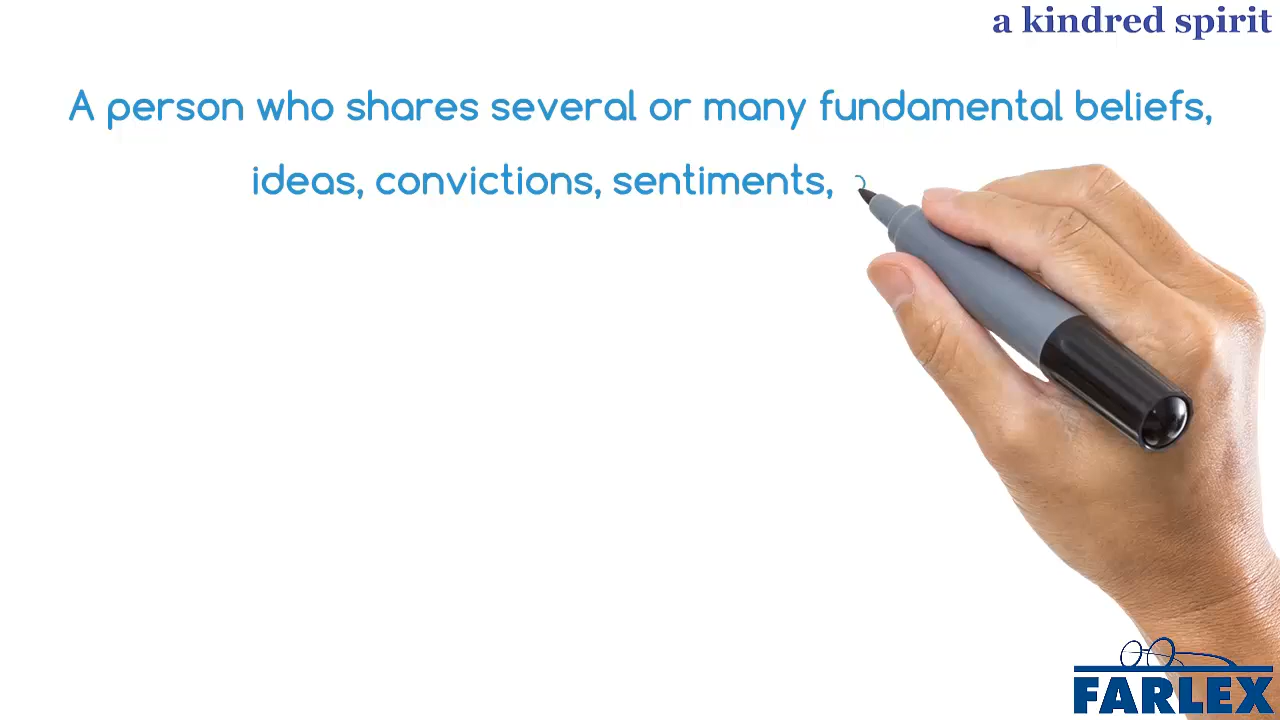 a kindred spirit
A person who shares several or many fundamental beliefs,
ideas, convictions, sentiments,
FARLEX